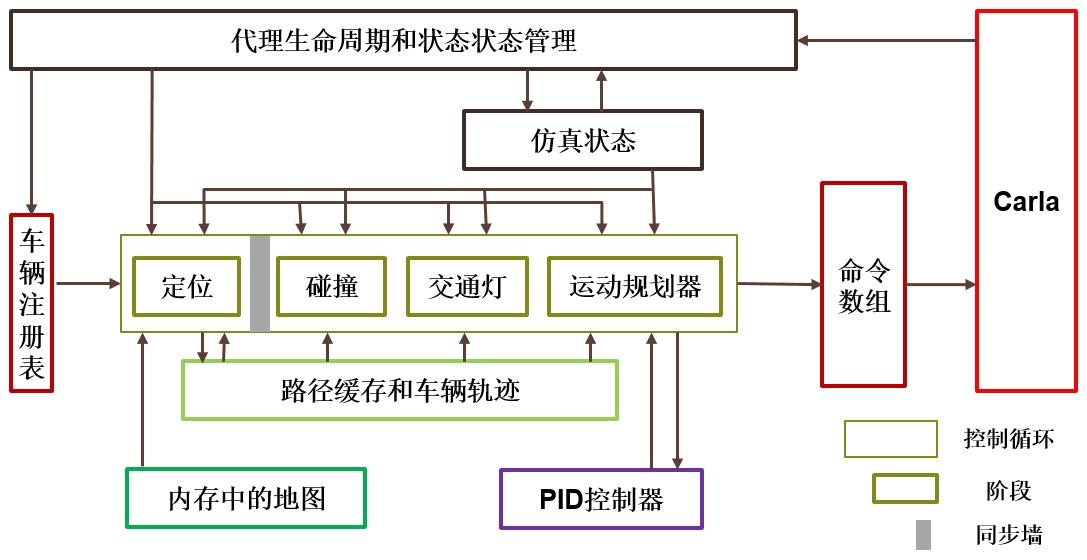 代理生命周期和状态状态管理
仿真状态
Carla
车辆注册表
定位
碰撞
交通灯
运动规划器
命令
数组
路径缓存和车辆轨迹
内存中的地图
PID控制器
控制循环
阶段
同步墙